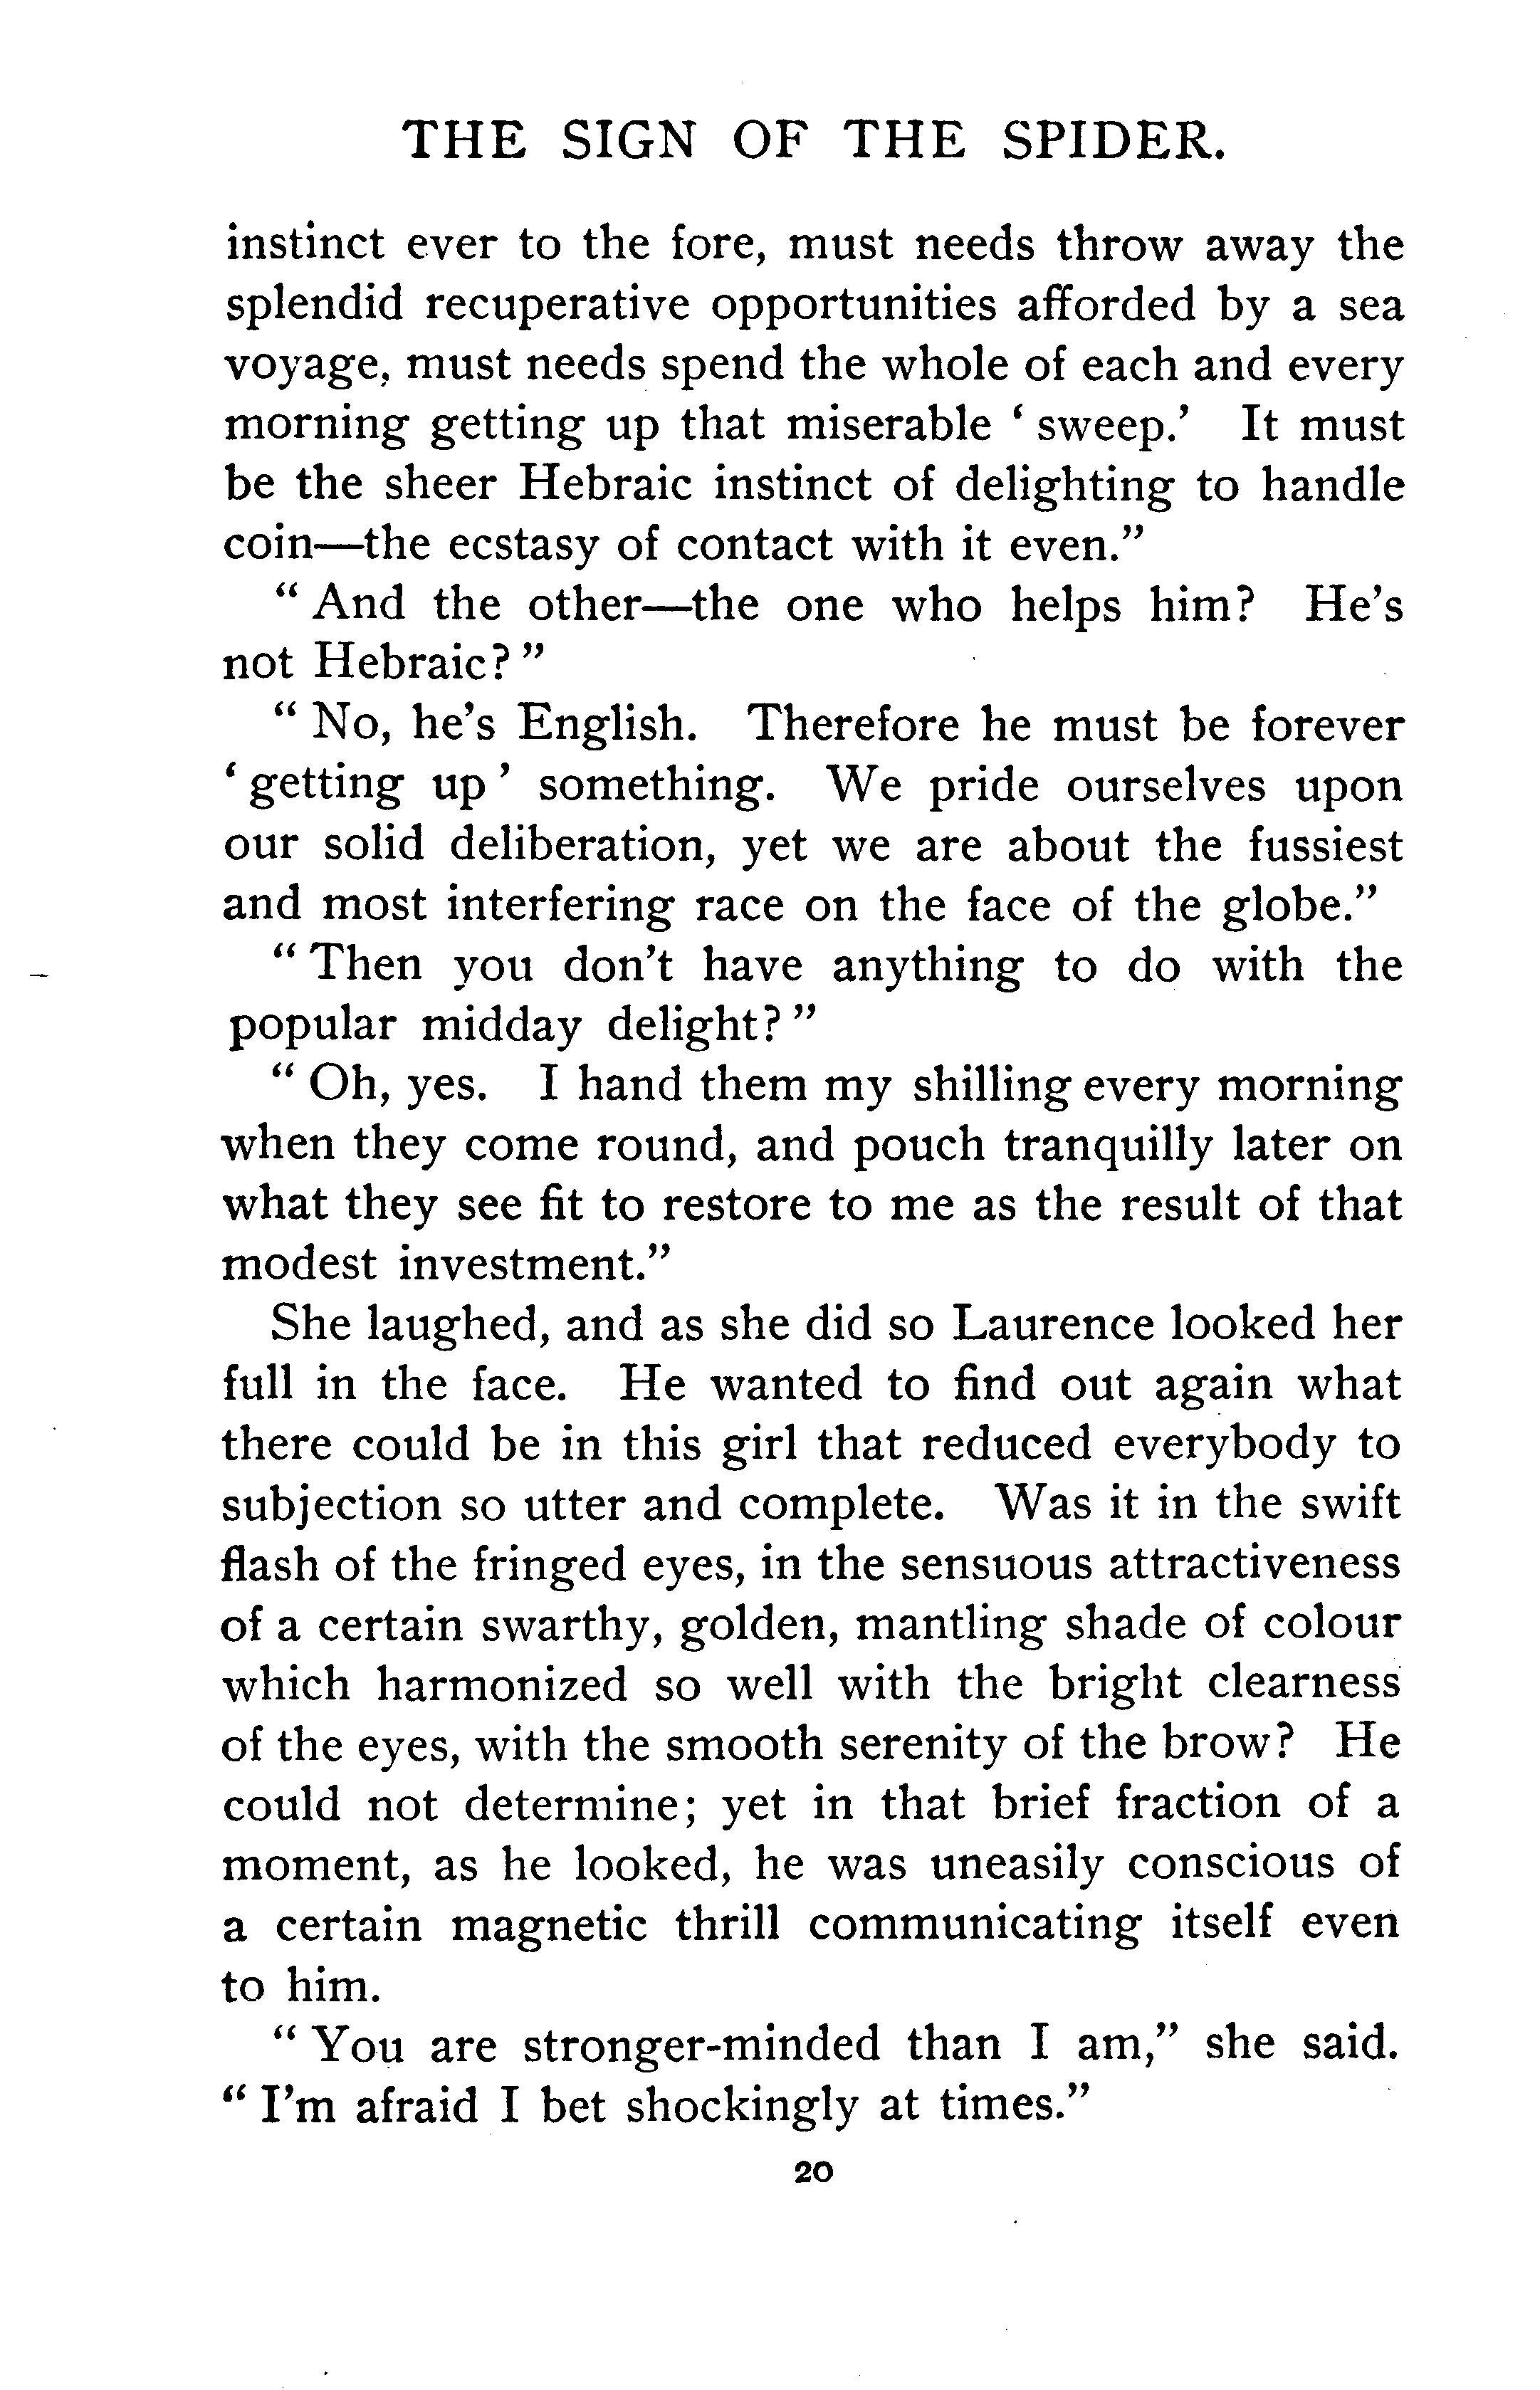 THE SIGN OF THE SPIDER.
instinct ever to the fore, must needs throw away the
splendid recuperative opportunities afforded by a sea
voyage, must needs spend the whole of each and every
morning getting up that miserable ‘ sweep.’ It must
be the sheer Hebraic instinct of delighting to handle
coin—the ecstasy of contact with it even.”
“ And the other—the one who helps him? He’s
not Hebraic? ”
“ No, he’s English. Therefore he must be forever
‘ getting up ’ something. We pride ourselves upon
our solid deliberation, yet we are about the fussiest
and most interfering race on the face of the globe.”
“ Then you don’t have anything to do with the
popular midday delight? ”
“ Oh, yes. I hand them my shilling every morning
when they come round, and pouch tranquilly later on
what they see fit to restore to me as the result of that
modest investment.”
She laughed, and as she did so Laurence looked her
full in the face. He wanted to find out again what
there could be in this girl that reduced everybody to
subjection so utter and complete. Was it in the swift
flash of the fringed eyes, in the sensuous attractiveness
of a certain swarthy, golden, mantling shade of colour
which harmonized so well with the bright clearness
of the eyes, with the smooth serenity of the brow? He
could not determine; yet in that brief fraction of a
moment, as he looked, he was uneasily conscious of
a certain magnetic thrill communicating itself even
to him.
“ You are stronger-minded than I am,” she said.
“ I’m afraid I bet shockingly at times.”
20